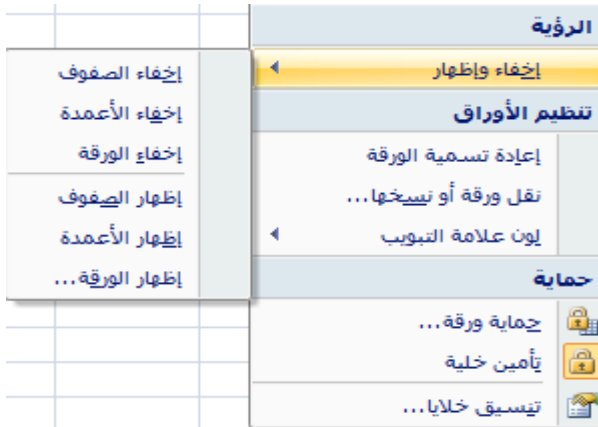 الرؤية
إخفاء وإظهار
إخفاء الصفوف
إخفاء الأعمدة
إخفاء الورقة
إظهار الصفوف
إظهار الأعمدة
إظهار الورقة...
تنظيم الأوراق
إعادة تسمية الورقة
نقل ورقة أو نسخها...
لون علامة التبويب
حماية
حماية ورقة...
تأمين خلية
تنسيق خلايا...